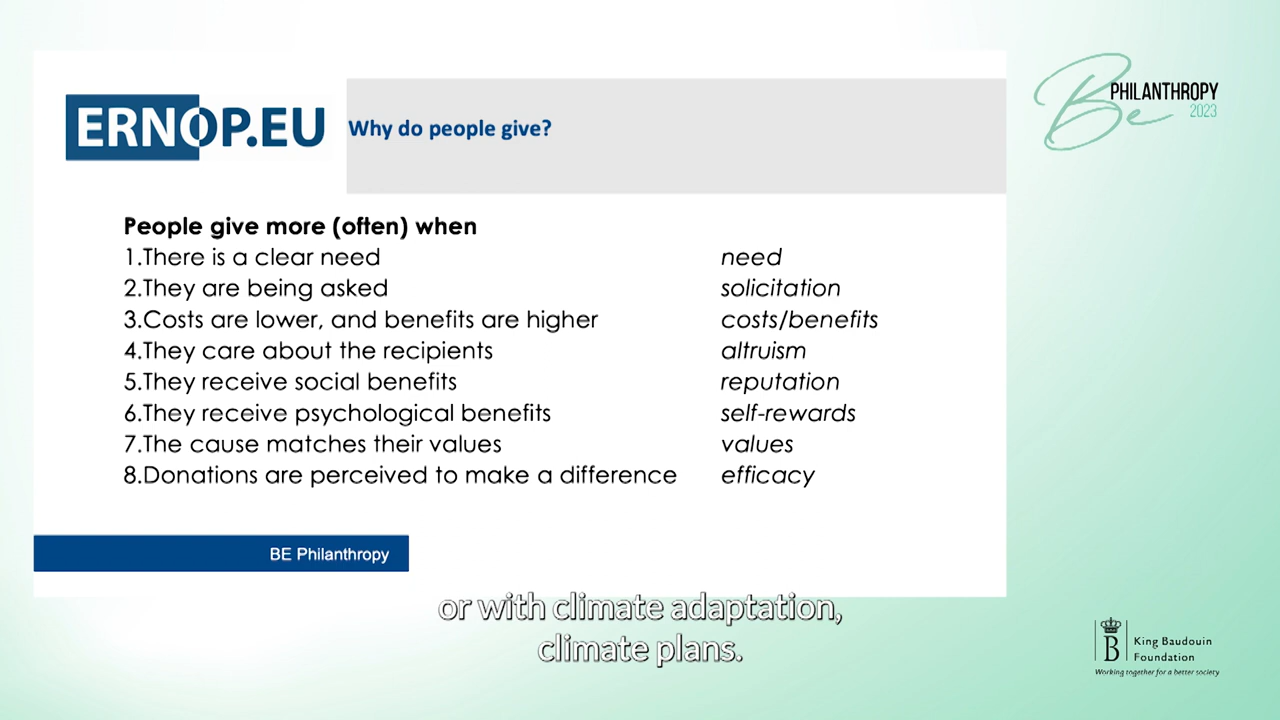 ERNOP.EU
Why do people give?
Be
PHILANTHROPY
2023
People give more (often) when
1.There is a clear need need
2.They are being asked solicitation
3.Costs are lower, and benefits are higher costs/benefits
4.They care about the recipients altruism
5.They receive social benefits reputation
6.They receive psychological benefits self-rewards
7.The cause matches their values values
8.Donations are perceived to make a difference efficacy
BE Philanthropy
or with climate adaptation,
climate plans.
B
King Baudouin
Foundation
Working together for a better society